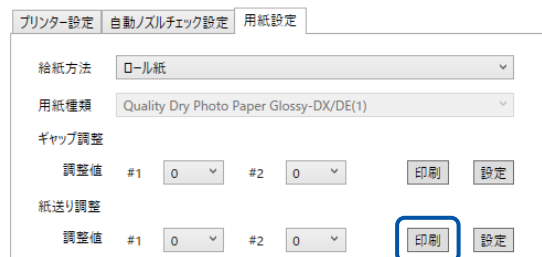 プリンター設定 自動ノズルチェック設定 用紙設定
給紙方法 ロール紙
用紙種類 Quality Dry Photo Paper Glossy-DX/DE(1)
ギャップ調整
調整値 #1 0 #2 0 印刷 設定
紙送り調整
調整値 #1 0 #2 0 印刷 設定